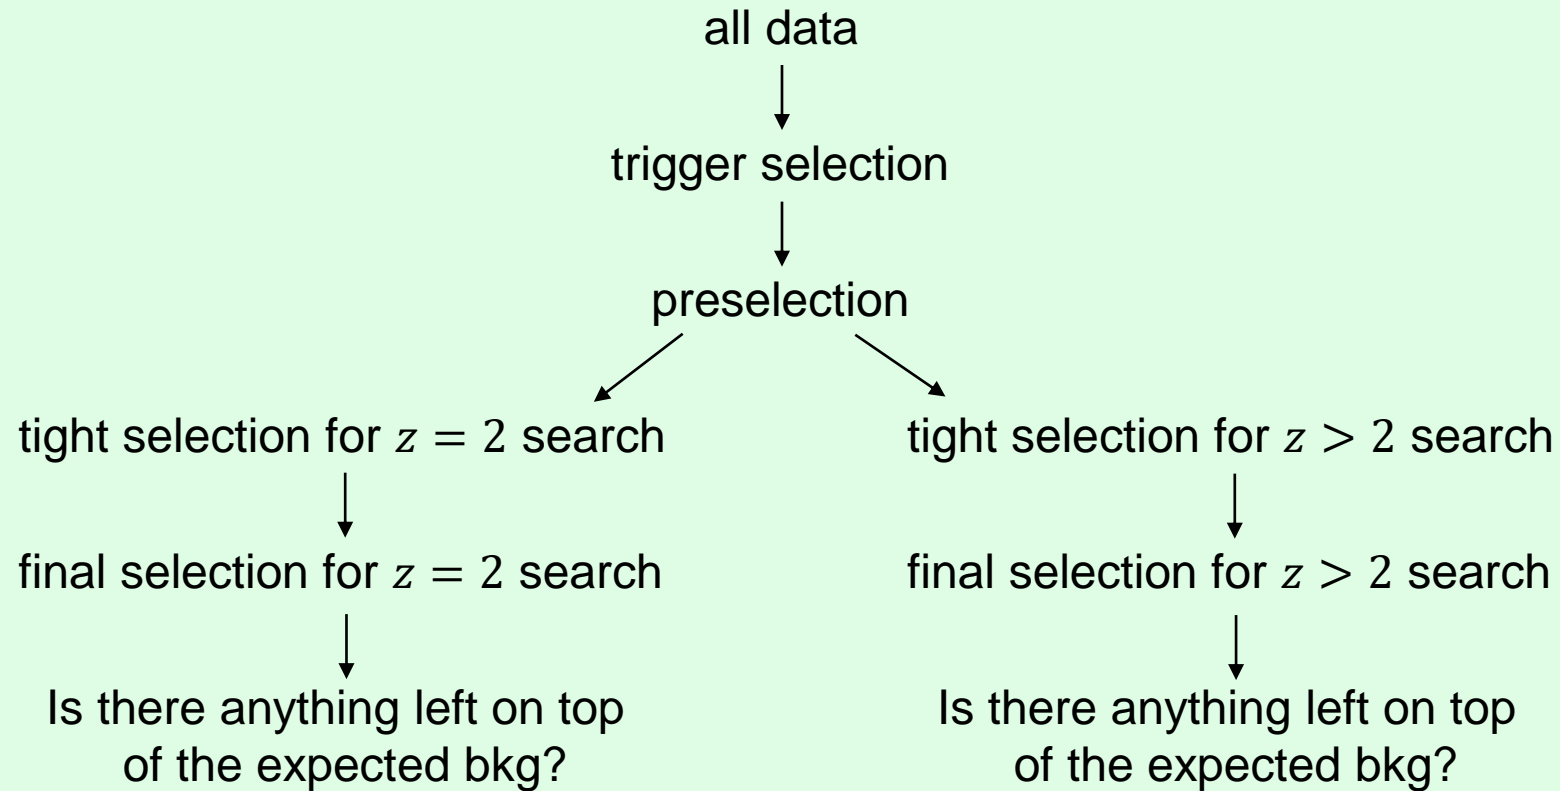 all data
trigger selection
preselection
tight selection for z = 2 search
tight selection for z > 2 search
final selection for z = 2 search
final selection for z > 2 search
Is there anything left on top
of the expected bkg?
Is there anything left on top
of the expected bkg?